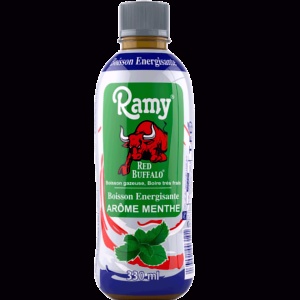 Boisson Energisante
Ramy
RED
BUFFALO
Boisson gazeuse, Boire très frais
Boisson Energisante
ARÔME MENTHE
330 ml